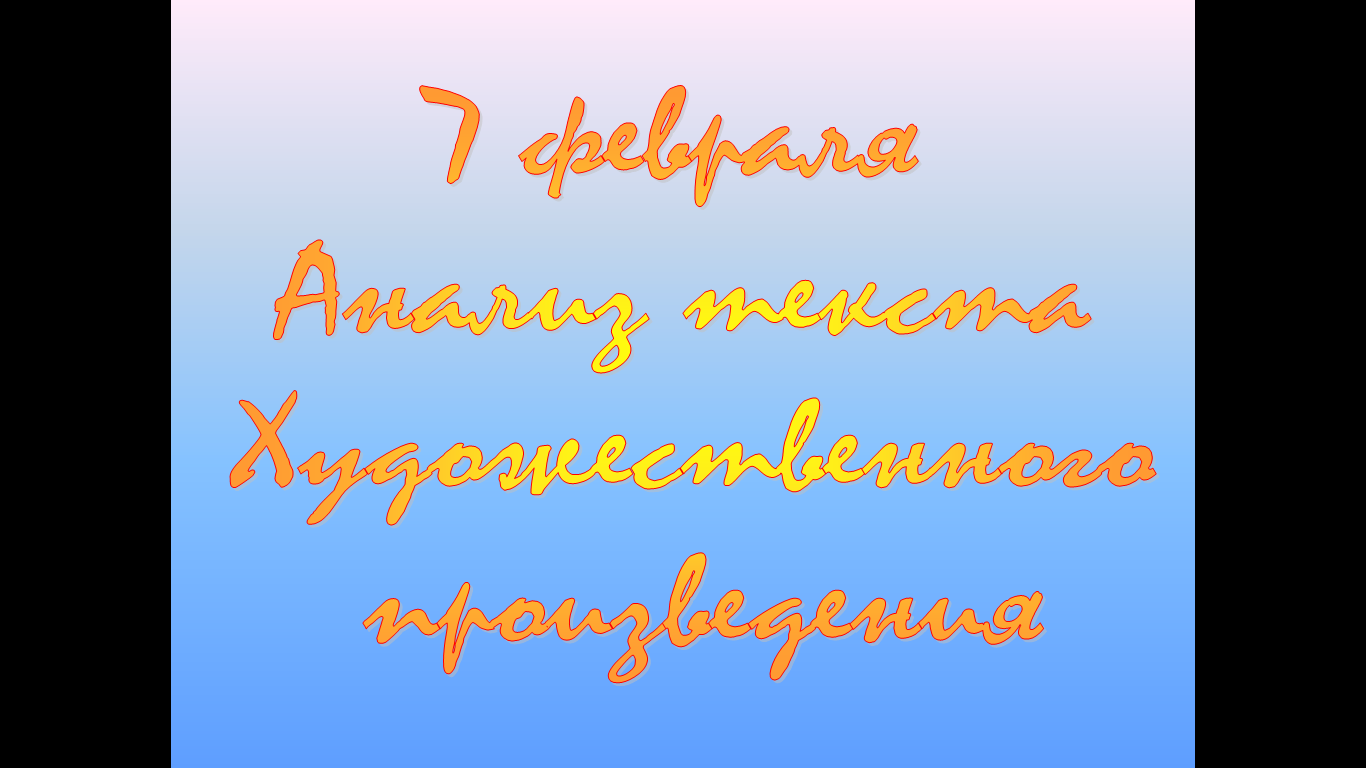 7 февраля
Анализ текста
Художественного
произведения